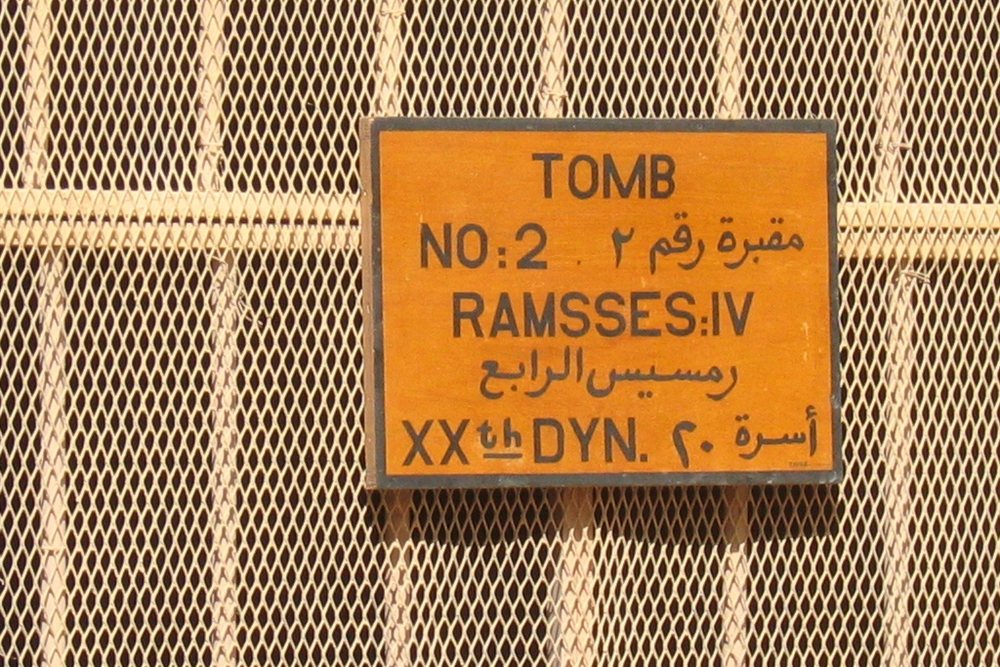 TOMB
NO:2 . مقبرة رقم ٢
RAMSSES:IV
رمسيس الرابع
XXth DYN. أسرة ٢٠